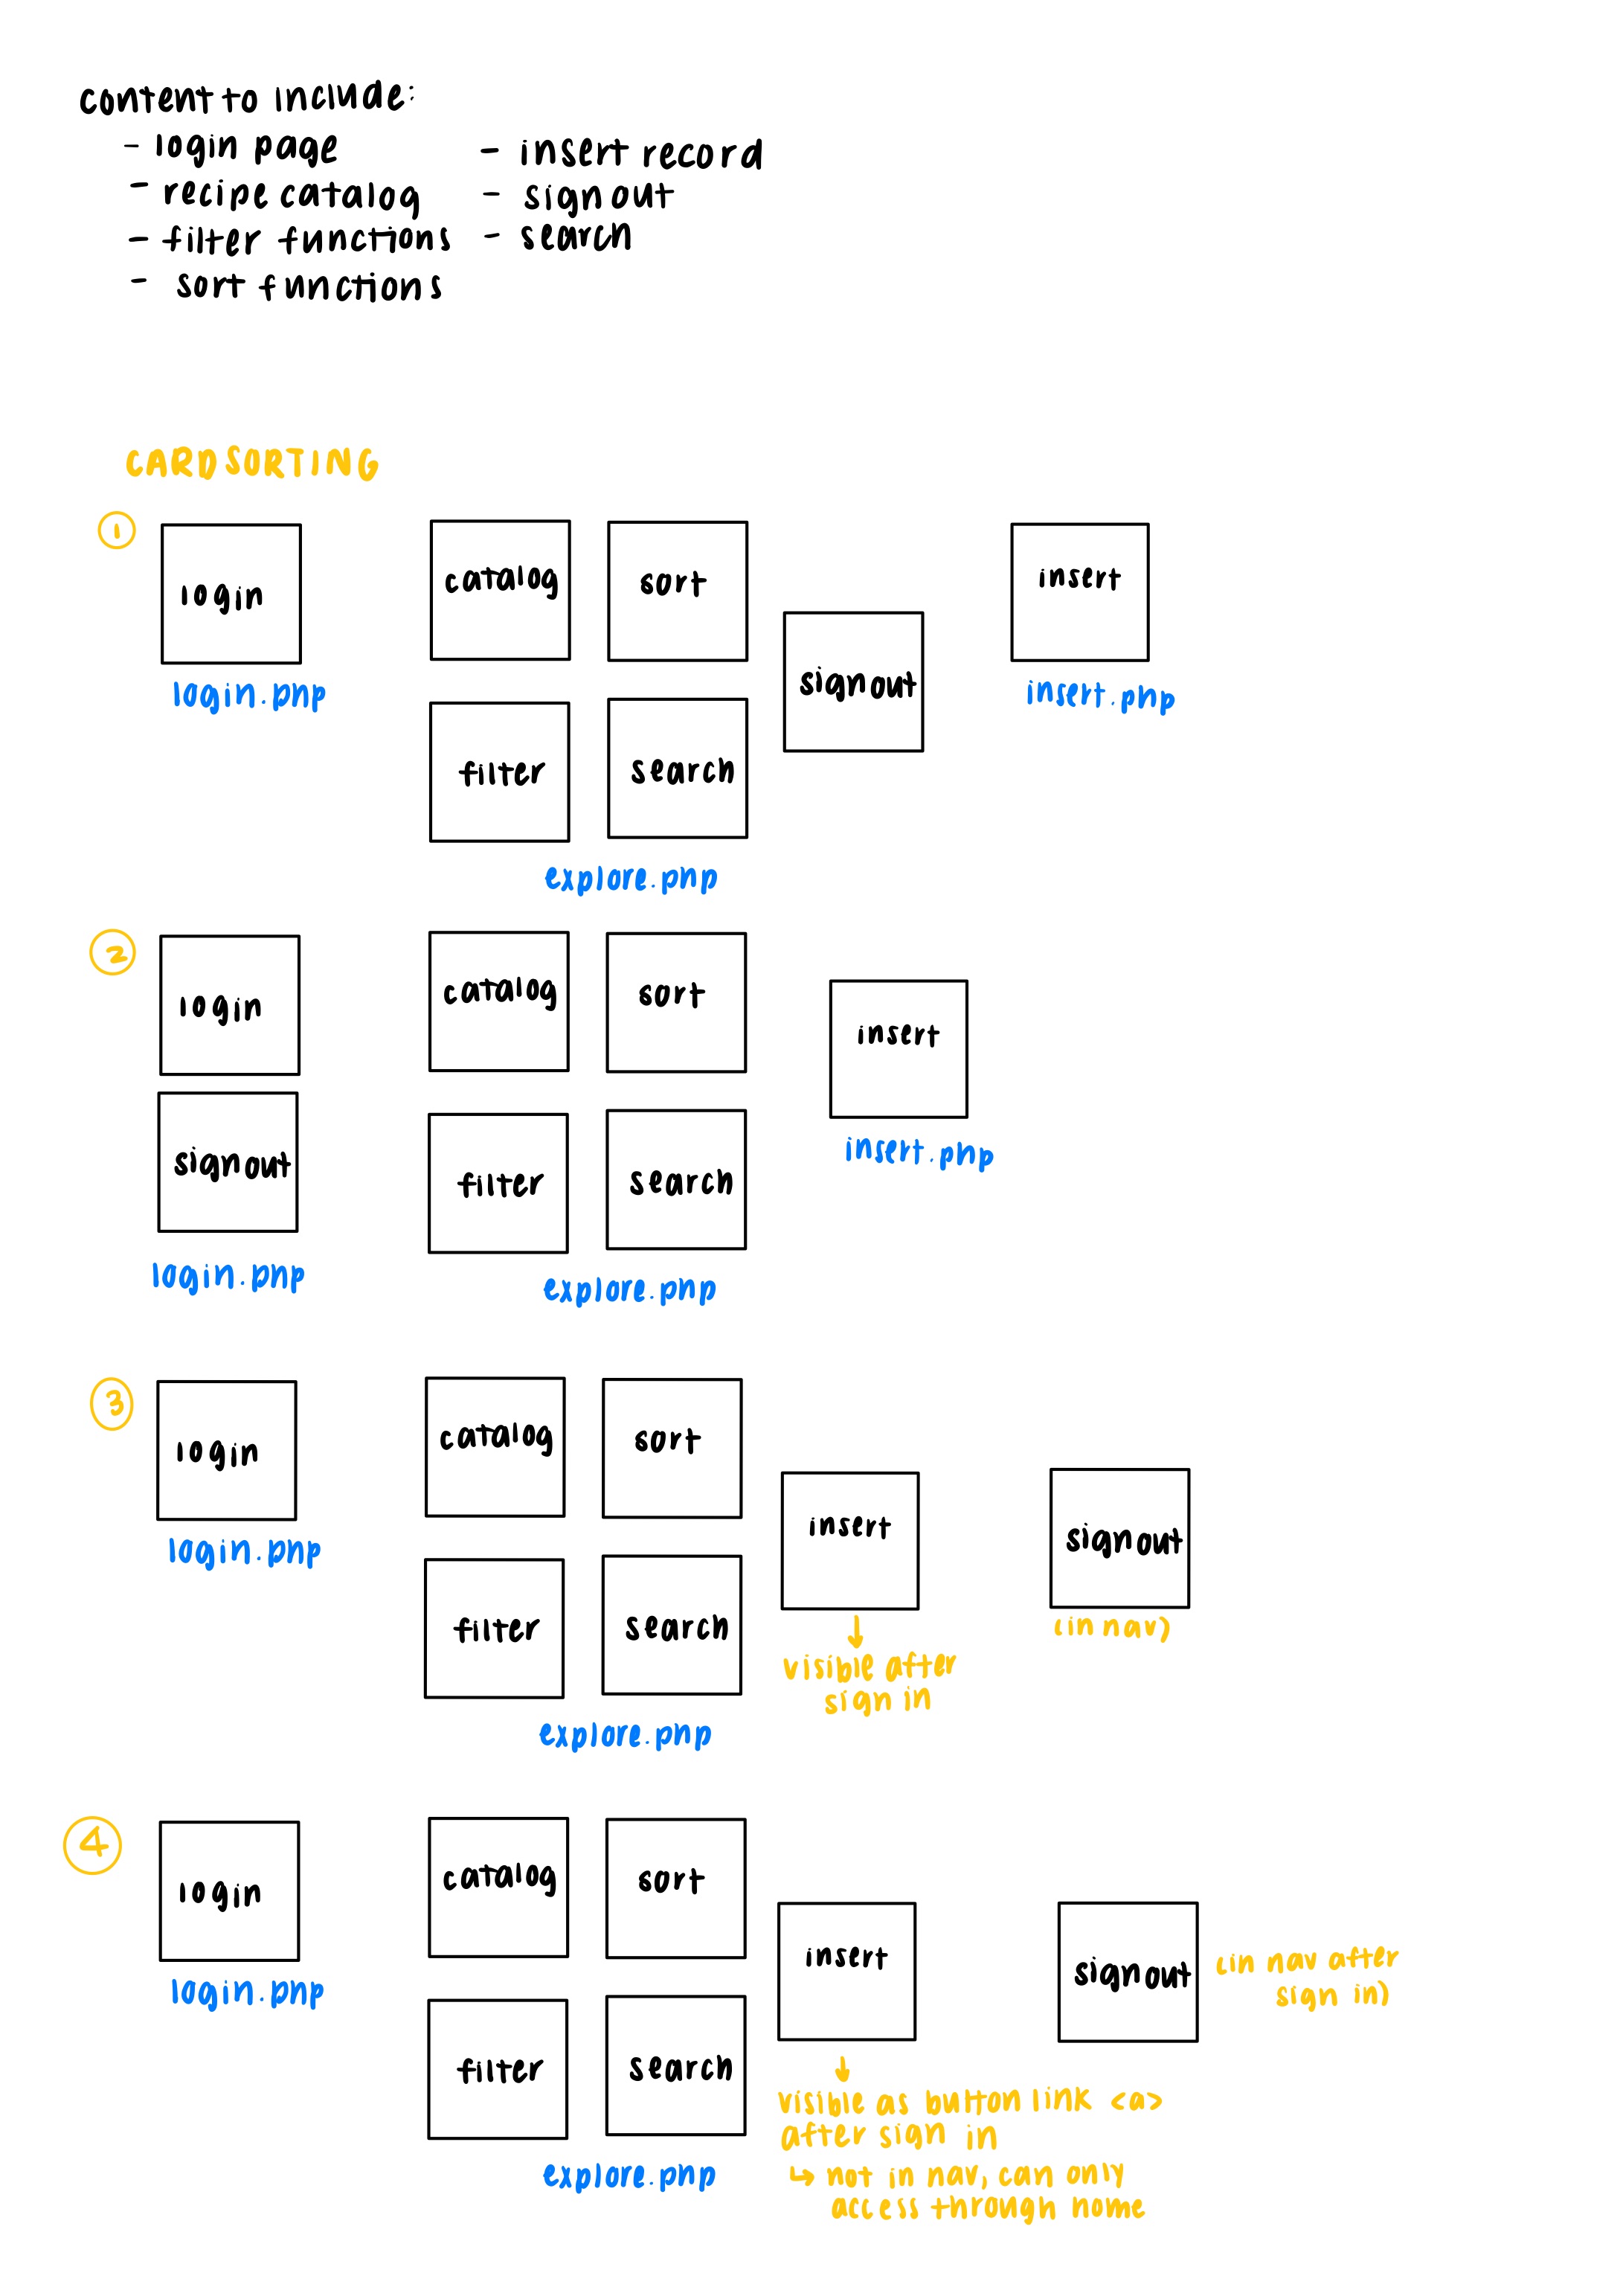 content to include:
- login page
- recipe catalog
- filter functions
- sort functions
- insert record
- signout
- search
CARD SORTING
1
login
login.php
catalog
sort
filter
search
signout
explore.php
insert
insert.php
2
login
signout
login.php
catalog
sort
filter
search
explore.php
insert
insert.php
3
login
login.php
catalog
sort
filter
search
explore.php
insert
↓
visible after
sign in
signout
(in nav)
4
login
login.php
catalog
sort
filter
search
explore.php
insert
↓
visible as button link <a>
after sign in
↳ not in nav, can only
access through home
signout
(in nav after
sign in)